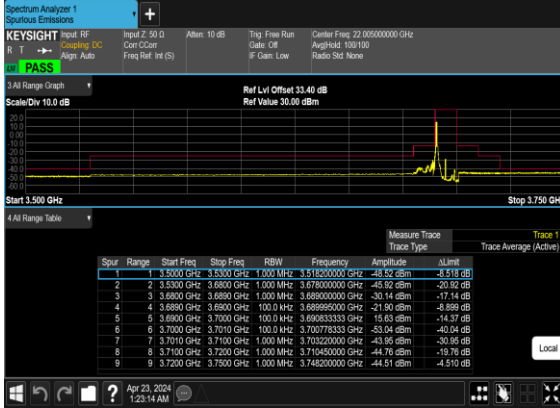 Spectrum Analyzer 1
Spurious Emissions
+
KEYSIGHT Input: RF Input Z: 50 Ω Atten: 10 dB Trig: Free Run Center Freq: 22.005000000 GHz
R T Coupling: DC Corr CCorr Gate: Off Avg|Hold: 100/100
Align: Auto Freq Ref: Int (S) IF Gain: Low Radio Std: None
PASS
3 All Range Graph
Ref Lvl Offset 33.40 dB
Scale/Div 10.0 dB Ref Value 30.00 dBm
20.0
10.0
0.00
-10.0
-20.0
-30.0
-40.0
-50.0
-60.0
Start 3.500 GHz Stop 3.750 GH
4 All Range Table
Measure Trace Trace 1
Trace Type Trace Average (Active)
Spur Range Start Freq Stop Freq RBW Frequency Amplitude ΔLimit
1 1 3.5000 GHz 3.5300 GHz 1.000 MHz 3.518200000 GHz -48.52 dBm -8.518 dB
2 2 3.5300 GHz 3.6800 GHz 1.000 MHz 3.678000000 GHz -45.92 dBm -20.92 dB
3 3 3.6800 GHz 3.6890 GHz 1.000 MHz 3.689000000 GHz -30.14 dBm -17.14 dB
4 4 3.6890 GHz 3.6900 GHz 100.0 kHz 3.689995000 GHz -21.90 dBm -8.899 dB
5 5 3.6900 GHz 3.7000 GHz 100.0 kHz 3.690833333 GHz 15.63 dBm -14.37 dB
6 6 3.7000 GHz 3.7010 GHz 100.0 kHz 3.700778333 GHz -53.04 dBm -40.04 dB
7 7 3.7010 GHz 3.7100 GHz 1.000 MHz 3.703220000 GHz -43.95 dBm -30.95 dB
8 8 3.7100 GHz 3.7200 GHz 1.000 MHz 3.710450000 GHz -44.76 dBm -19.76 dB
9 9 3.7200 GHz 3.7500 GHz 1.000 MHz 3.748200000 GHz -44.51 dBm -4.510 dB
Local
? Apr 23, 2024
1:23:14 AM